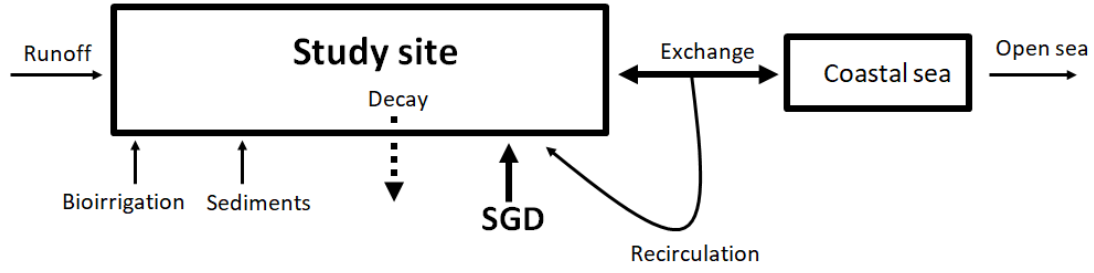 Runoff
Study site
Decay
Exchange
Coastal sea
Open sea
Bioirrigation
Sediments
SGD
Recirculation